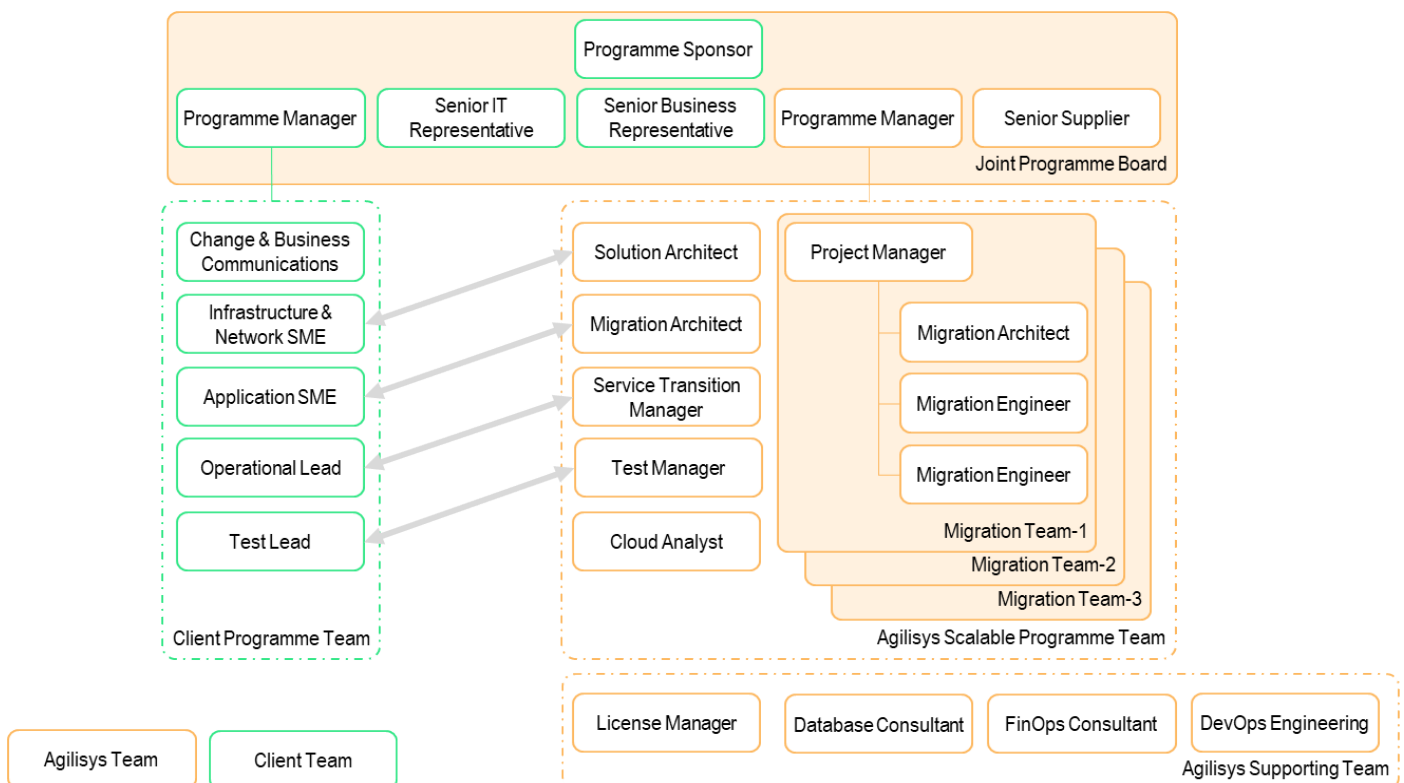 Programme Sponsor
Programme Manager
Senior IT
Representative
Senior Business
Representative
Programme Manager
Senior Supplier
Joint Programme Board
Change & Business
Communications
Infrastructure &
Network SME
Application SME
Operational Lead
Test Lead
Client Programme Team
Solution Architect
Migration Architect
Service Transition
Manager
Test Manager
Cloud Analyst
Project Manager
Migration Architect
Migration Engineer
Migration Engineer
Migration Team-1
Migration Team-2
Migration Team-3
Agilisys Scalable Programme Team
License Manager
Database Consultant
FinOps Consultant
DevOps Engineering
Agilisys Supporting Team
Agilisys Team
Client Team